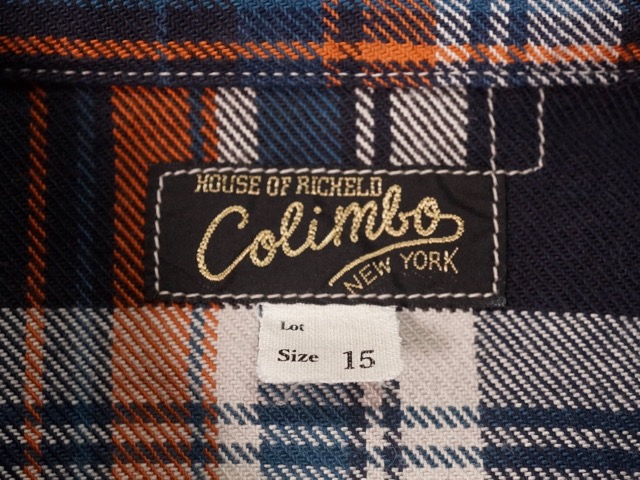 HOUSE OF RICHELD
Colimbo
NEW YORK
Lot
Size 15